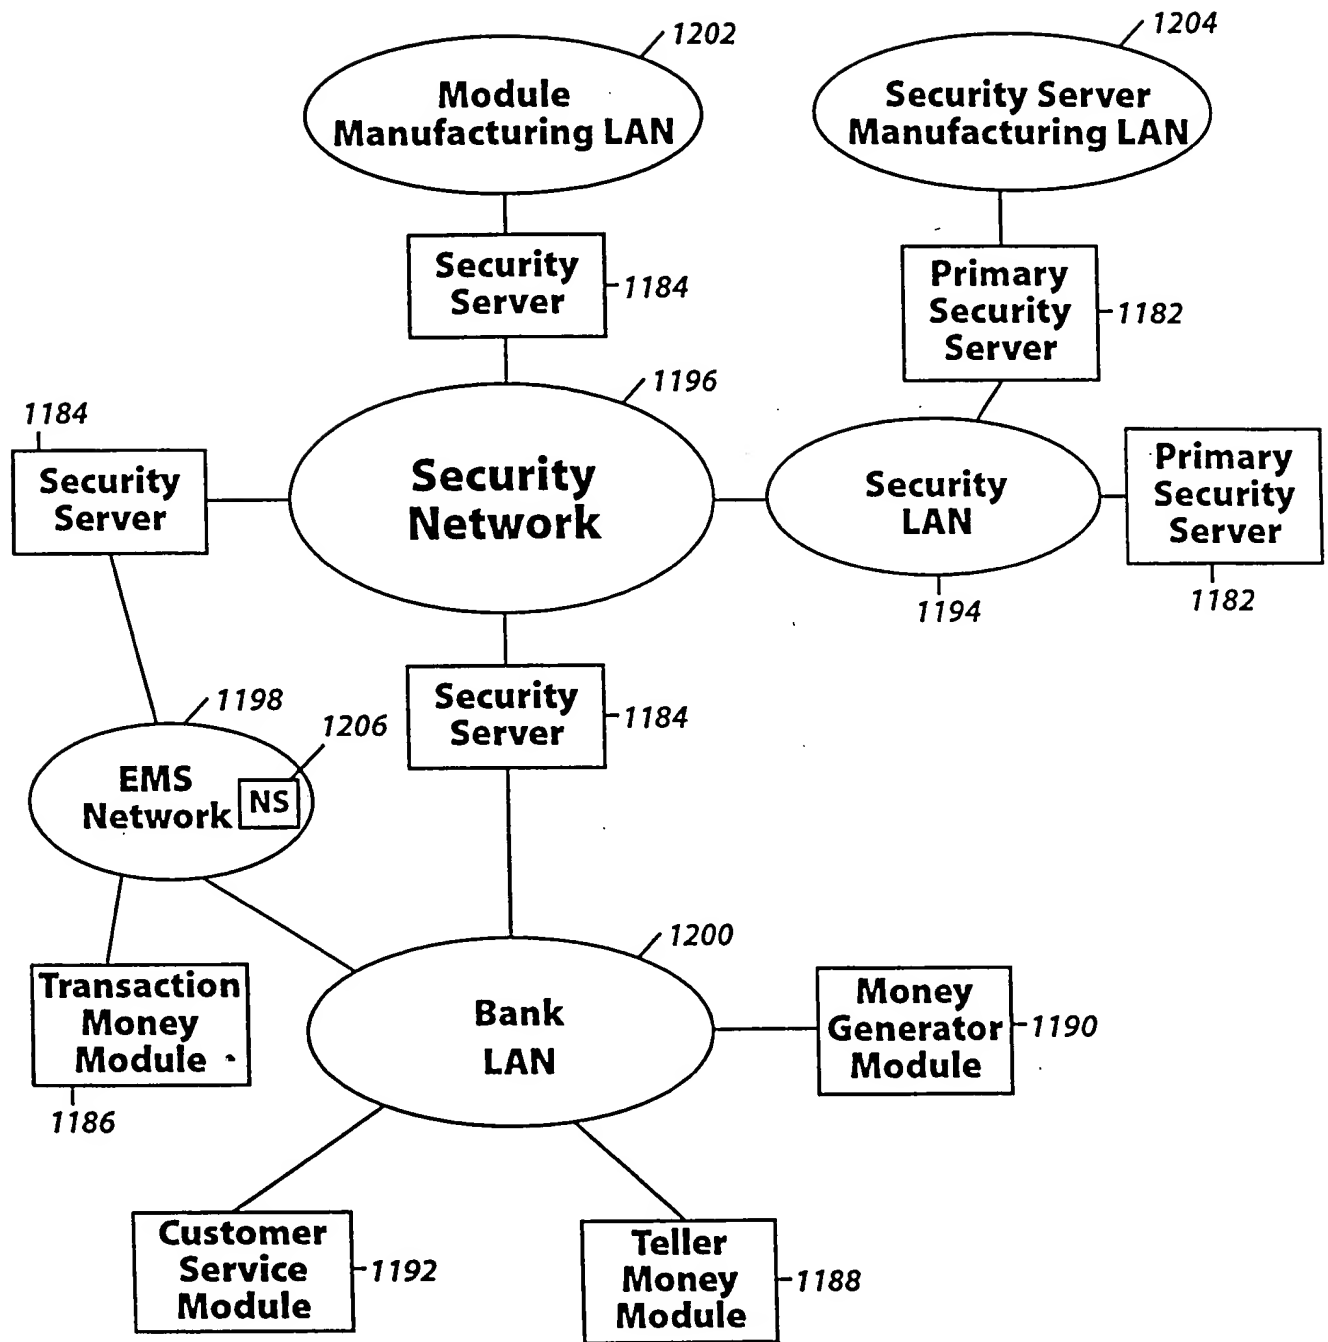 1202
Module
Manufacturing LAN
1204
Security Server
Manufacturing LAN
Security
Server
1184
Primary
Security
Server
1182
1196
Security
Network
1184
Security
Server
Security
LAN
1194
Primary
Security
Server
1182
Security
Server
1184
1198
1206
EMS
Network
NS
Transaction
Money
Module
1186
1200
Bank
LAN
Money
Generator
Module
1190
Customer
Service
Module
1192
Teller
Money
Module
1188